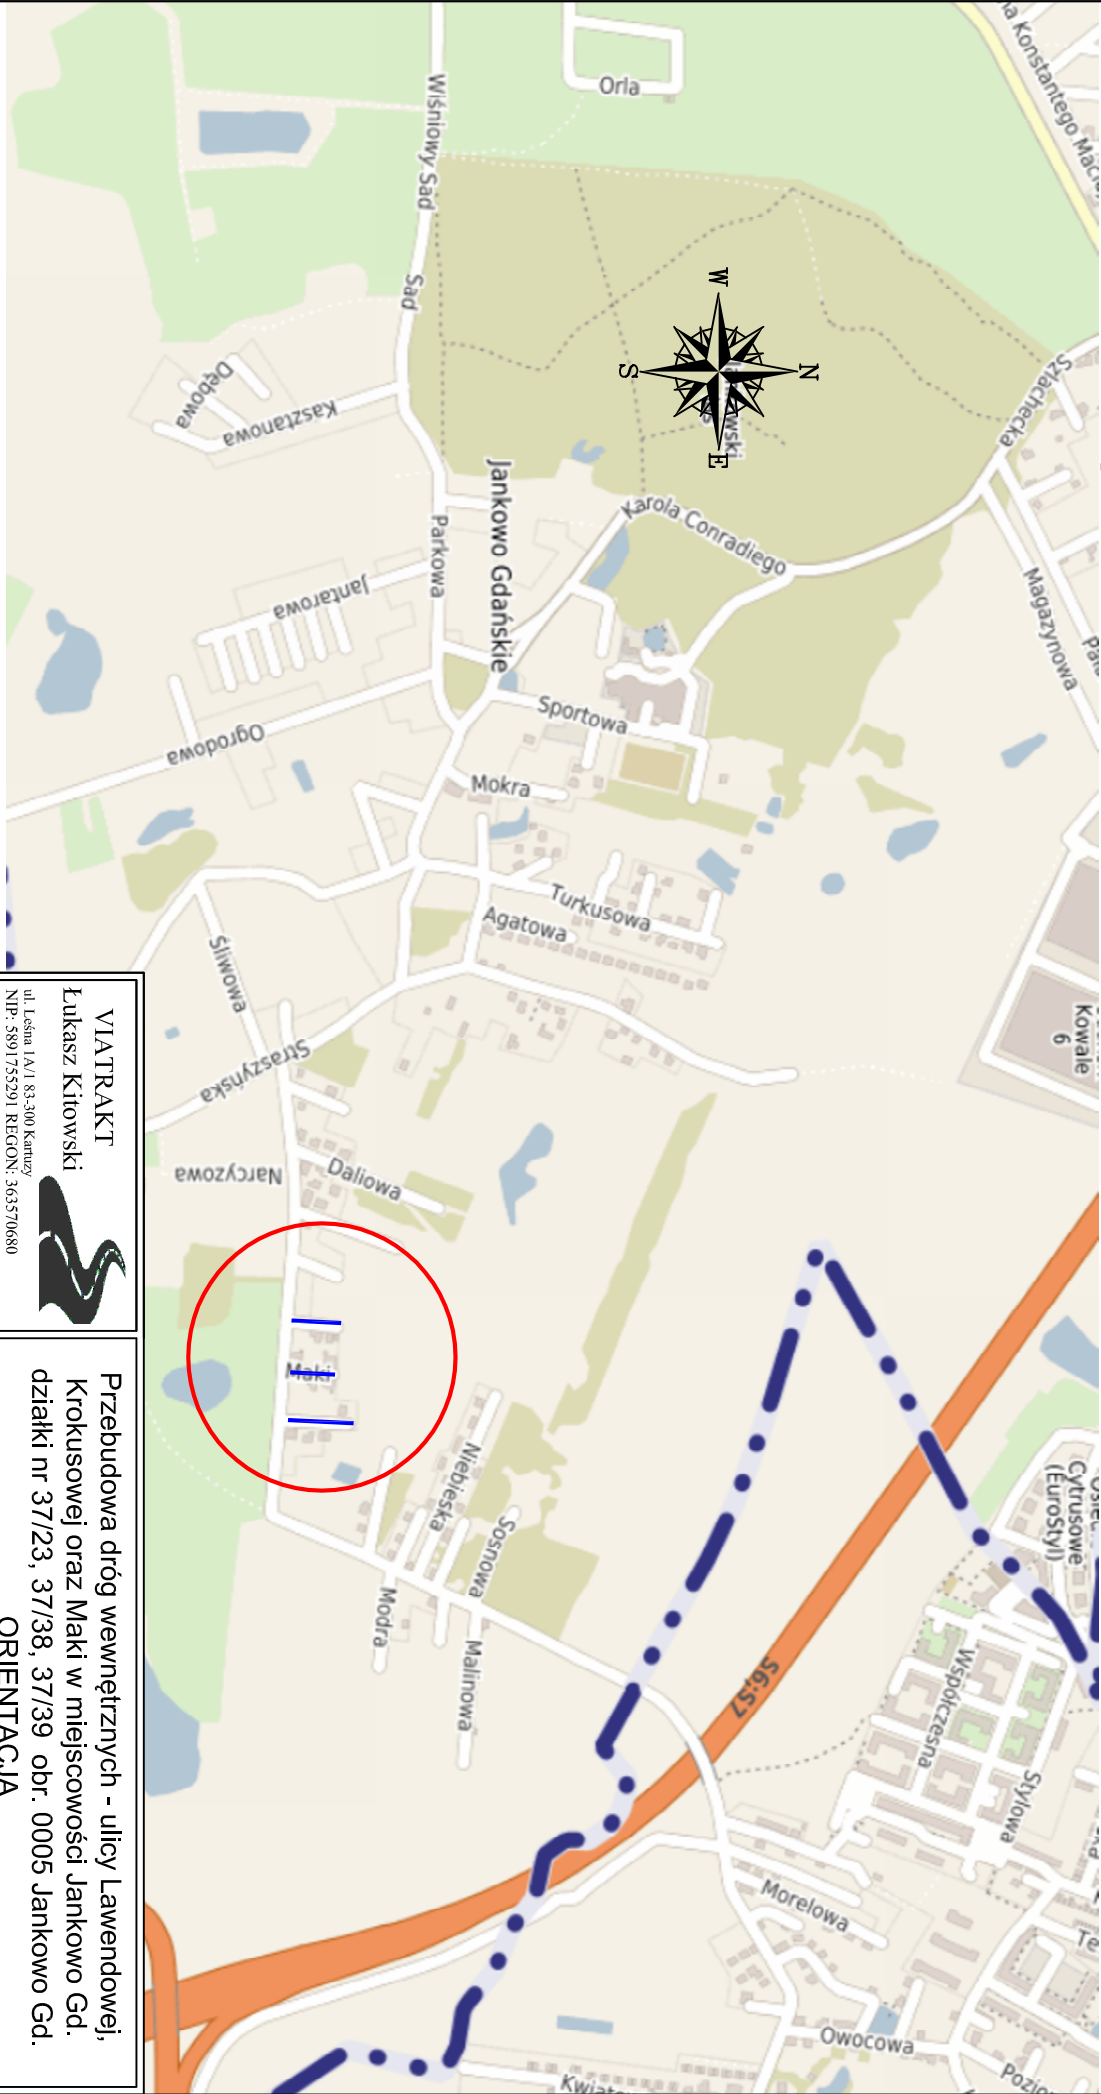 Orla
Wiśniowy Sad
Sad
na Konstantego Macie
W
N
S
E
Szlachecka
Dębowa
Kasztanowa
Jankowo Gdańskie
Karola Conradiego
Parkowa
Jantarowa
Magazynowa
Ogrodowa
Sportowa
Mokra
Turkusowa
Agatowa
Śliwowa
Straszyńska
Kowale
6
Narcyzowa
Daliowa
Maki
Niebieska
Sosnowa
Modra
Malinowa
Cytrusowe
(EuroStyl)
Współczesna
Stylowa
S6;S7
Morelowa
Owocowa
VIATRAKT
Łukasz Kitowski
ul. Leśna 1A/1 83-300 Kartuzy
NIP: 5891755291 REGON: 363570680
Przebudowa dróg wewnętrznych - ulicy Lawendowej,
Krokusowej oraz Maki w miejscowości Jankowo Gd.
działki nr 37/23, 37/38, 37/39 obr. 0005 Jankowo Gd.
ORIENTACJA